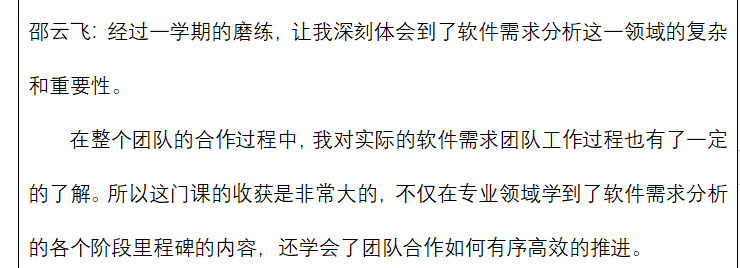 邵云飞：经过一学期的磨练，让我深刻体会到了软件需求分析这一领域的复杂
和重要性。
在整个团队的合作过程中，我对实际的软件需求团队工作过程也有了一定
的了解。所以这门课的收获是非常大的，不仅在专业领域学到了软件需求分析
的各个阶段里程碑的内容，还学会了团队合作如何有序高效的推进。